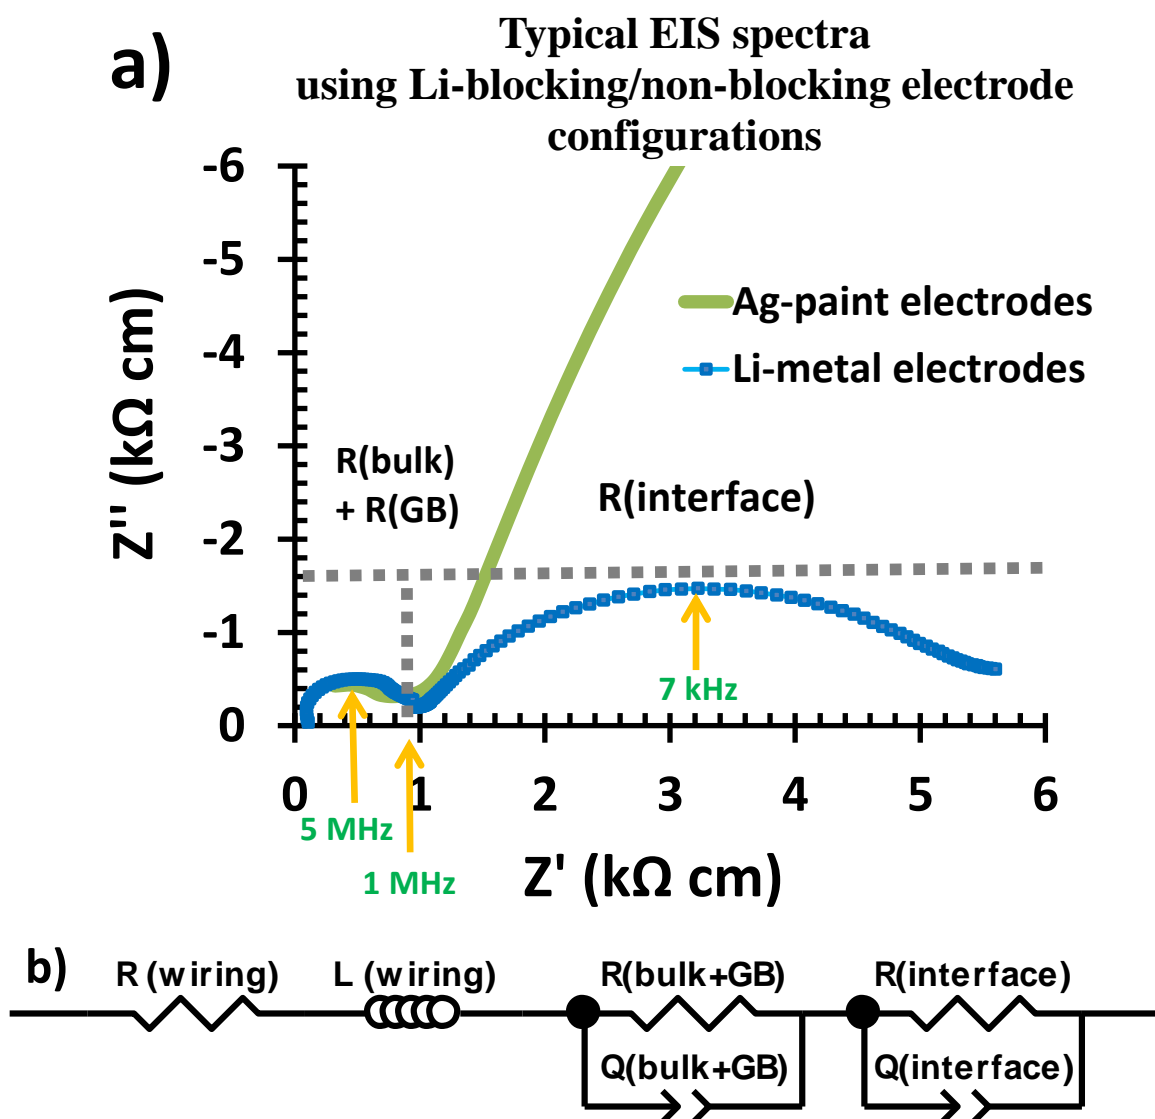 a)
Typical EIS spectra
using Li-blocking/non-blocking electrode
configurations
-6
-5
-4
-3
-2
-1
0
Z'' (kΩ cm)
Ag-paint electrodes
Li-metal electrodes
R(bulk)
+ R(GB)
R(interface)
7 kHz
0 1 2 3 4 5 6
5 MHz
1 MHz
Z' (kΩ cm)
b)
R (wiring) L (wiring) R(bulk+GB) R(interface)
Q(bulk+GB) Q(interface)